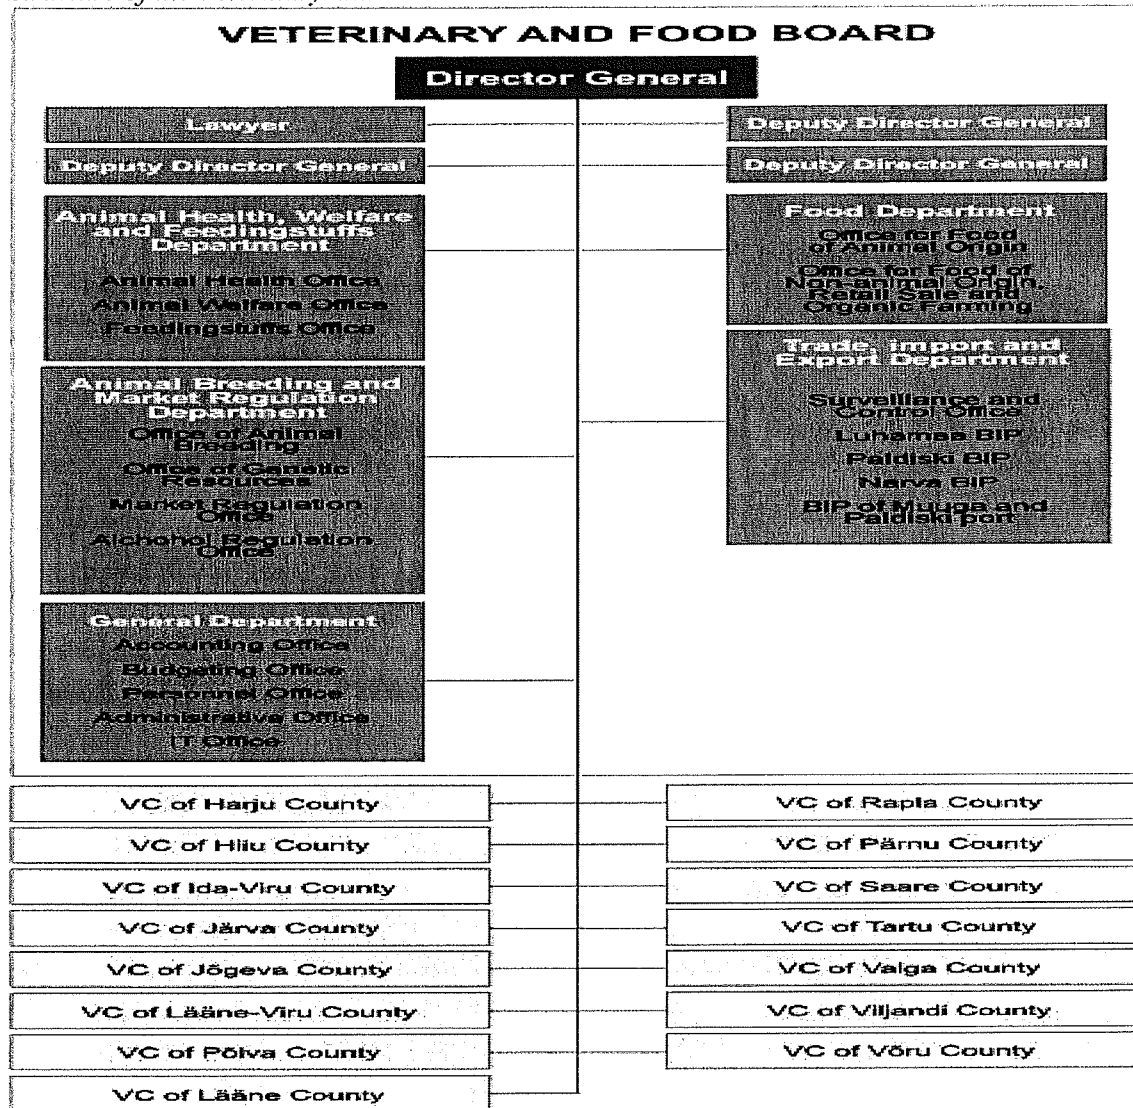 VETERINARY AND FOOD BOARD
Director General
Lawyer
Deputy Director General
Animal Health, Welfare
and Feedingstuffs
Department
Animal Health Office
Animal Welfare Office
Feedingstuffs Office
Animal Breeding and
Market Regulation
Department
Office of Animal
Breeding
Office of Genetic
Resources
Market Regulation
Office
Alchohol Regulation
Office
General Department
Accounting Office
Budgeting Office
Personnel Office
Administrative Office
IT Office
Deputy Director General
Deputy Director General
Food Department
Office for Food
of Animal Origin
Office for Food of
Non-animal Origin,
Retail Sale and
Organic Farming
Trade, import and
Export Department
Surveillance and
Control Office
Luhamaa BIP
Paldiski BIP
Narva BIP
BIP of Muuga and
Paldiski port
VC of Harju County
VC of Hiiu County
VC of Ida-Viru County
VC of Järva County
VC of Jõgeva County
VC of Lääne-Viru County
VC of Põlva County
VC of Lääne County
VC of Rapla County
VC of Pärnu County
VC of Saare County
VC of Tartu County
VC of Valga County
VC of Viljandi County
VC of Võru County